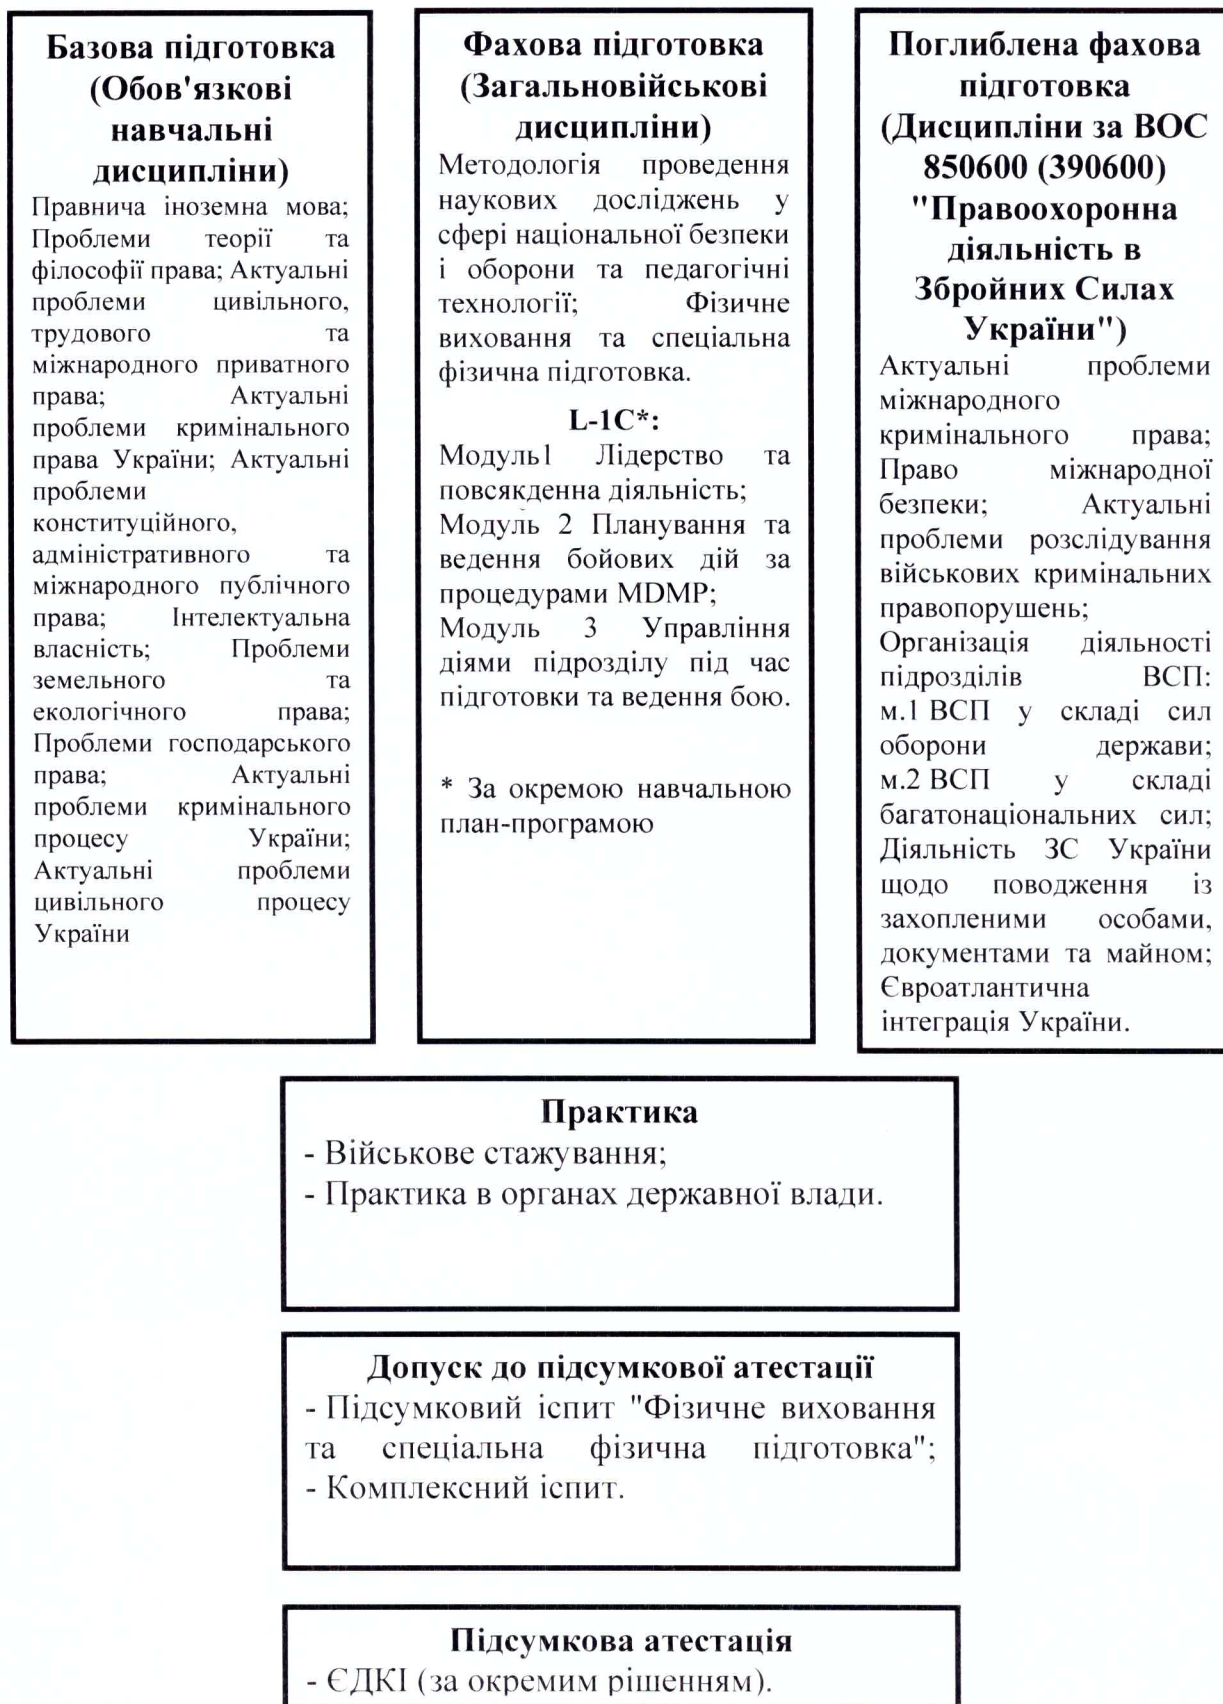 Базова підготовка
(Обов'язкові
навчальні
дисципліни)
Правнича іноземна мова;
Проблеми теорії та
філософії права; Актуальні
проблеми цивільного,
трудового та
міжнародного приватного
права; Актуальні
проблеми кримінального
права України; Актуальні
проблеми
конституційного,
адміністративного та
міжнародного публічного
права; Інтелектуальна
власність; Проблеми
земельного та
екологічного права;
Проблеми господарського
права; Актуальні
проблеми кримінального
процесу України;
Актуальні проблеми
цивільного процесу
України
Фахова підготовка
(Загальновійськові
дисципліни)
Методологія проведення
наукових досліджень у
сфері національної безпеки
і оборони та педагогічні
технології; Фізичне
виховання та спеціальна
фізична підготовка.
L-1C*:
Модуль1 Лідерство та
повсякденна діяльність;
Модуль 2 Планування та
ведення бойових дій за
процедурами MDMP;
Модуль 3 Управління
діями підрозділу під час
підготовки та ведення бою.
* За окремою навчальною
план-програмою
Поглиблена фахова
підготовка
(Дисципліни за ВОС
850600 (390600)
"Правоохоронна
діяльність в
Збройних Силах
України")
Актуальні проблеми
міжнародного
кримінального права;
Право міжнародної
безпеки; Актуальні
проблеми розслідування
військових кримінальних
правопорушень;
Організація діяльності
підрозділів ВСП:
м.1 ВСП у складі сил
оборони держави;
м.2 ВСП у складі
багатонаціональних сил;
Діяльність ЗС України
щодо поводження із
захопленими особами,
документами та майном;
Євроатлантична
інтеграція України.
Практика
- Військове стажування;
- Практика в органах державної влади.
Допуск до підсумкової атестації
- Підсумковий іспит "Фізичне виховання
та спеціальна фізична підготовка";
- Комплексний іспит.
Підсумкова атестація
- ЄДКІ (за окремим рішенням).